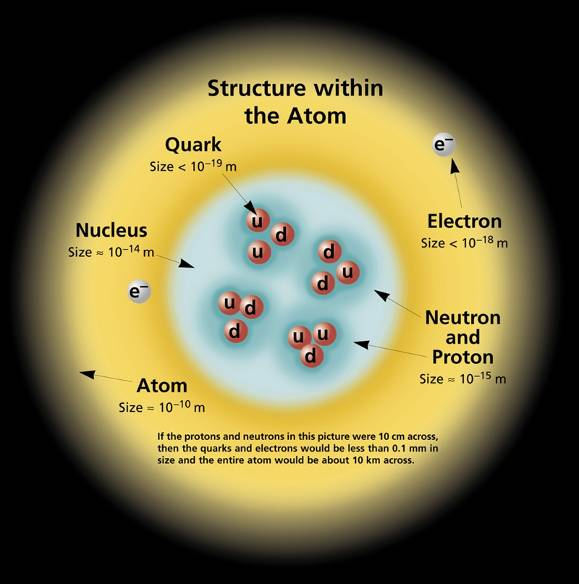 Structure within
the Atom
Quark
Size < 10⁻¹⁹ m
e⁻
Electron
Size < 10⁻¹⁸ m
Nucleus
Size ≈ 10⁻¹⁴ m
e⁻
u
d
u
d
u
d
u
d
d
u
u
d
Neutron
and
Proton
Size ≈ 10⁻¹⁵ m
Atom
Size ≈ 10⁻¹⁰ m
If the protons and neutrons in this picture were 10 cm across,
then the quarks and electrons would be less than 0.1 mm in
size and the entire atom would be about 10 km across.